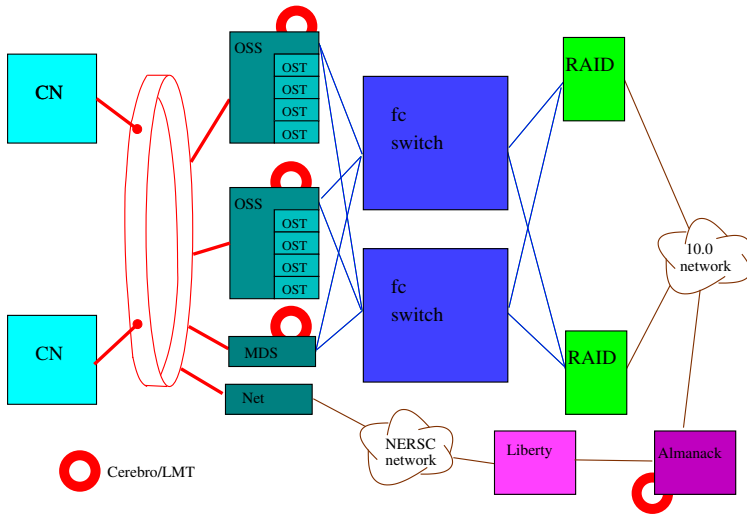 OSS
OST
OST
OST
OST
CN
fc
switch
RAID
OSS
OST
OST
OST
OST
10.0
network
fc
switch
CN
MDS
RAID
Net
NERSC
network
Liberty
Almanack
Cerebro/LMT